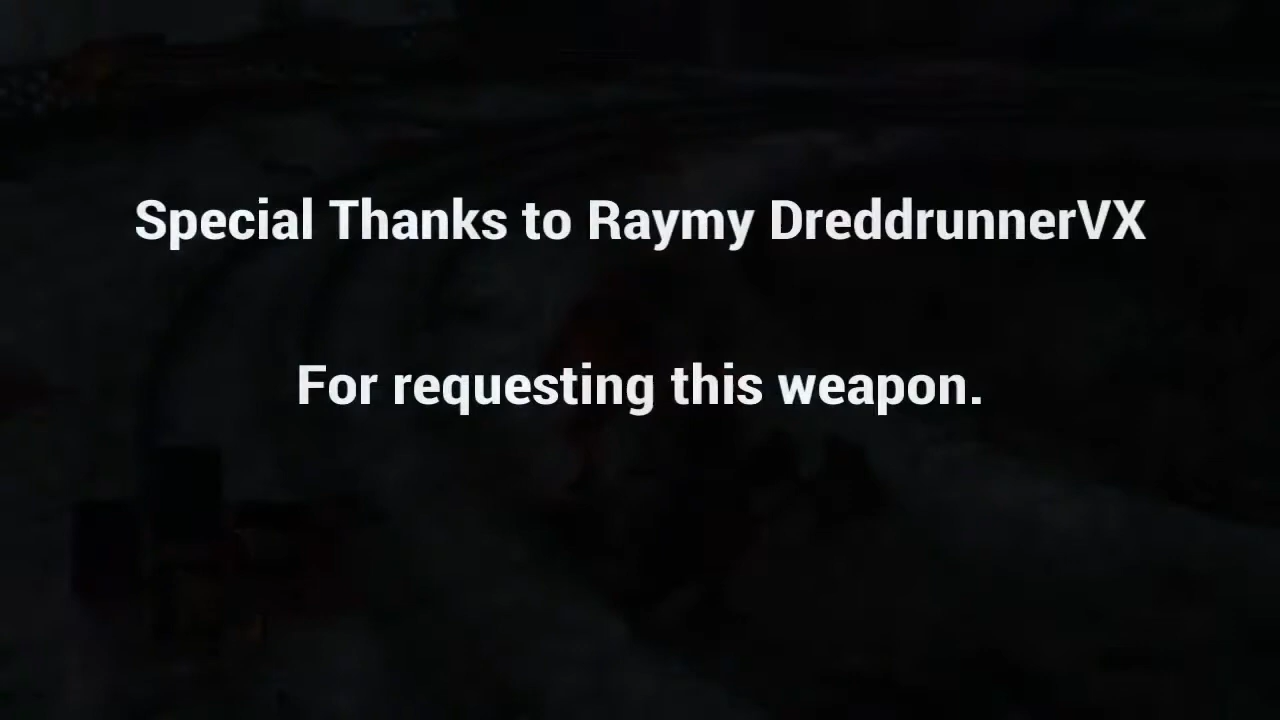 Special Thanks to Raymy DreddrunnerVX
For requesting this weapon.